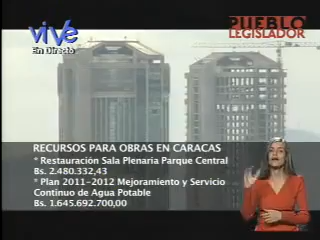 vive
En Directo
PUEBLO
LEGISLADOR
RECURSOS PARA OBRAS EN CARACAS
* Restauración Sala Plenaria Parque Central
Bs. 2.480.332,43
* Plan 2011-2012 Mejoramiento y Servicio
Continuo de Agua Potable
Bs. 1.645.692.700,00